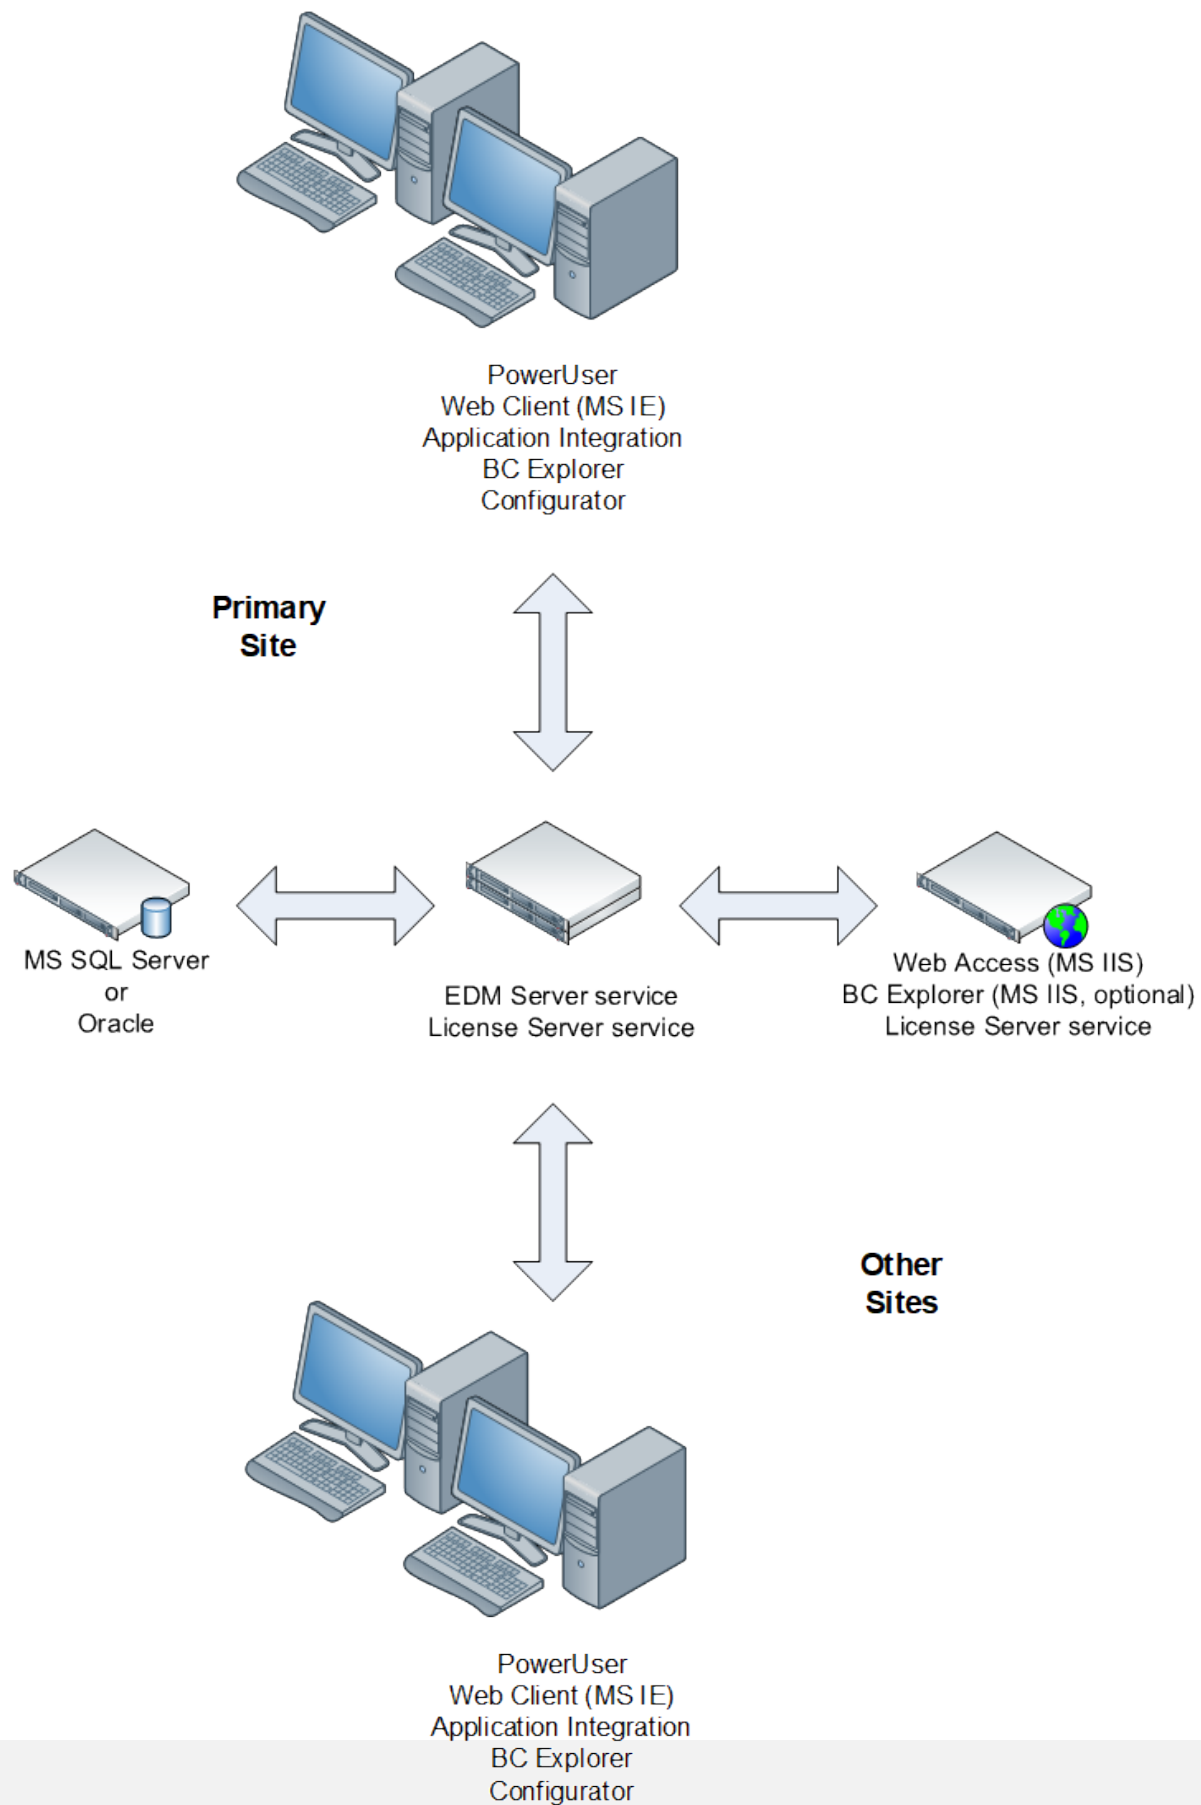 PowerUser
Web Client (MS IE)
Application Integration
BC Explorer
Configurator
Primary
Site
MS SQL Server
or
Oracle
EDM Server service
License Server service
Web Access (MS IIS)
BC Explorer (MS IIS, optional)
License Server service
Other
Sites
PowerUser
Web Client (MS IE)
Application Integration
BC Explorer
Configurator